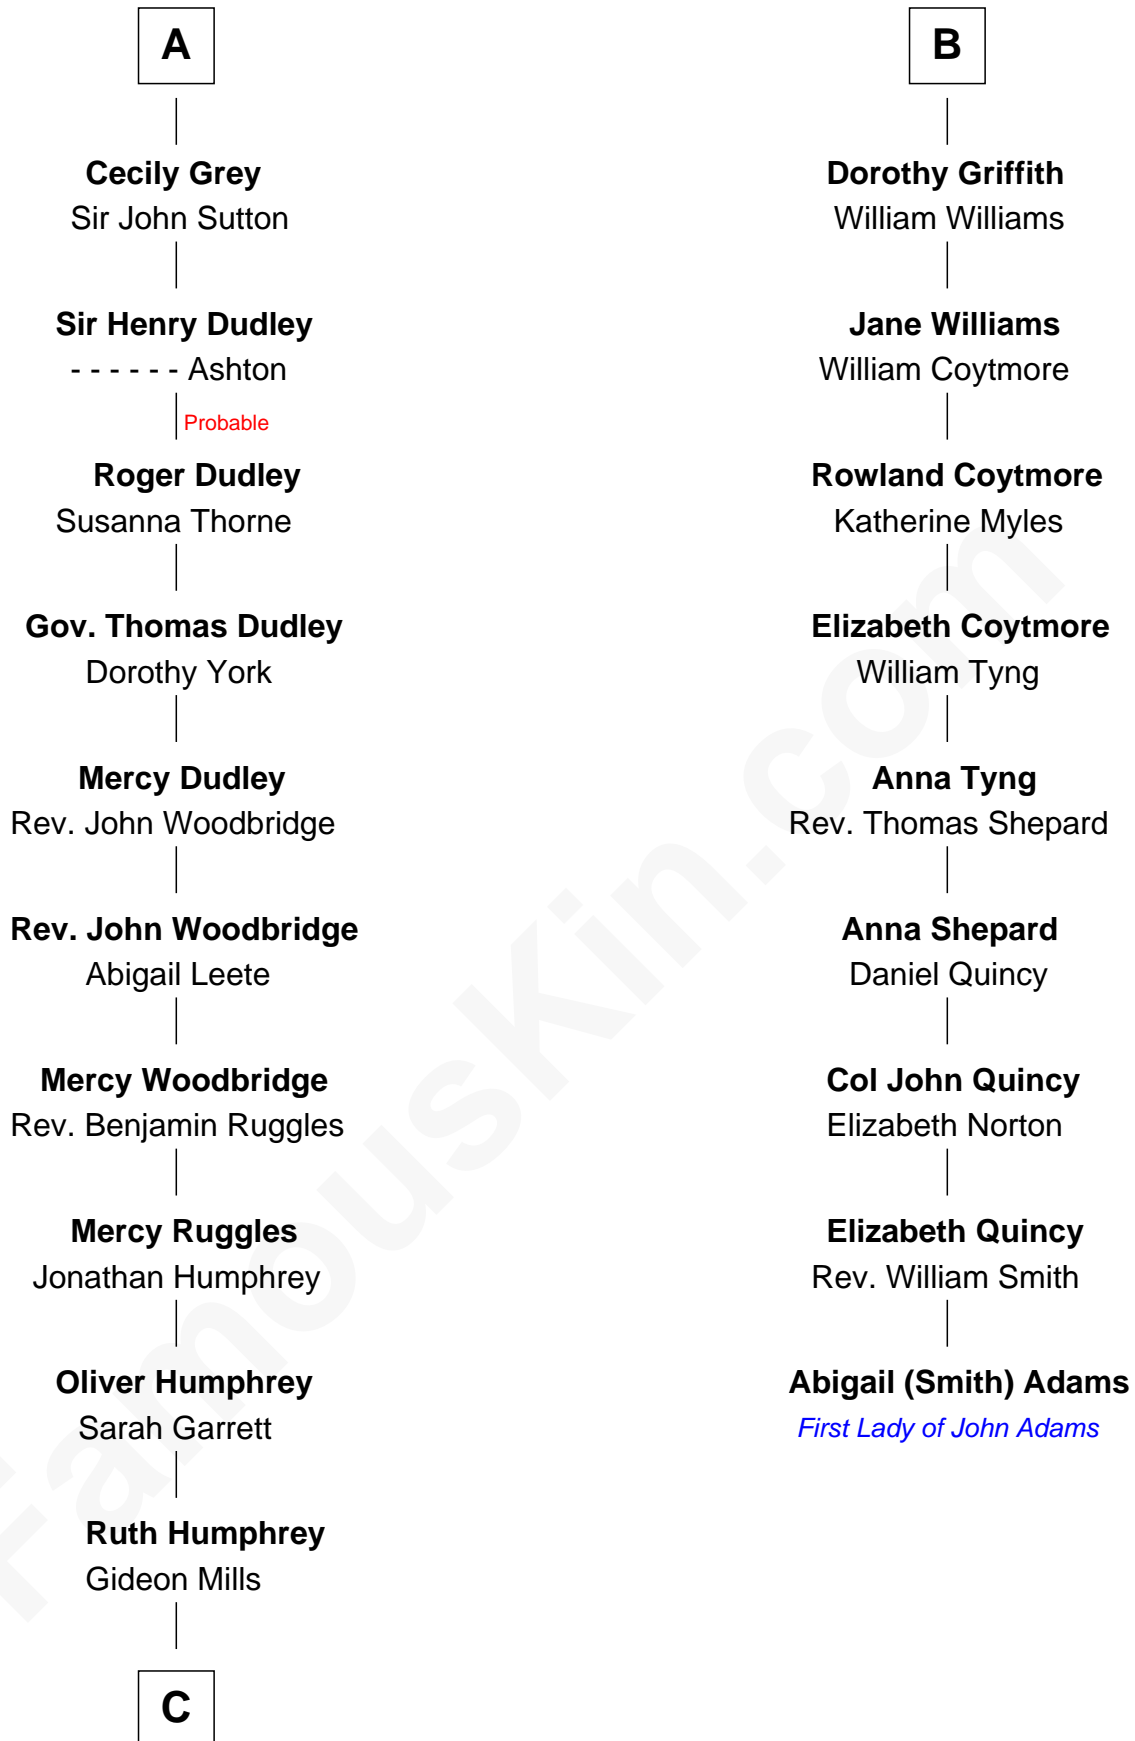 A
Cecily Grey
Sir John Sutton
Sir Henry Dudley
- - - - - - Ashton
Probable
Roger Dudley
Susanna Thorne
Gov. Thomas Dudley
Dorothy York
Mercy Dudley
Rev. John Woodbridge
Rev. John Woodbridge
Abigail Leete
Mercy Woodbridge
Rev. Benjamin Ruggles
Mercy Ruggles
Jonathan Humphrey
Oliver Humphrey
Sarah Garrett
Ruth Humphrey
Gideon Mills
C
B
Dorothy Griffith
William Williams
Jane Williams
William Coytmore
Rowland Coytmore
Katherine Myles
Elizabeth Coytmore
William Tyng
Anna Tyng
Rev. Thomas Shepard
Anna Shepard
Daniel Quincy
Col John Quincy
Elizabeth Norton
Elizabeth Quincy
Rev. William Smith
Abigail (Smith) Adams
First Lady of John Adams
FamousKin.com